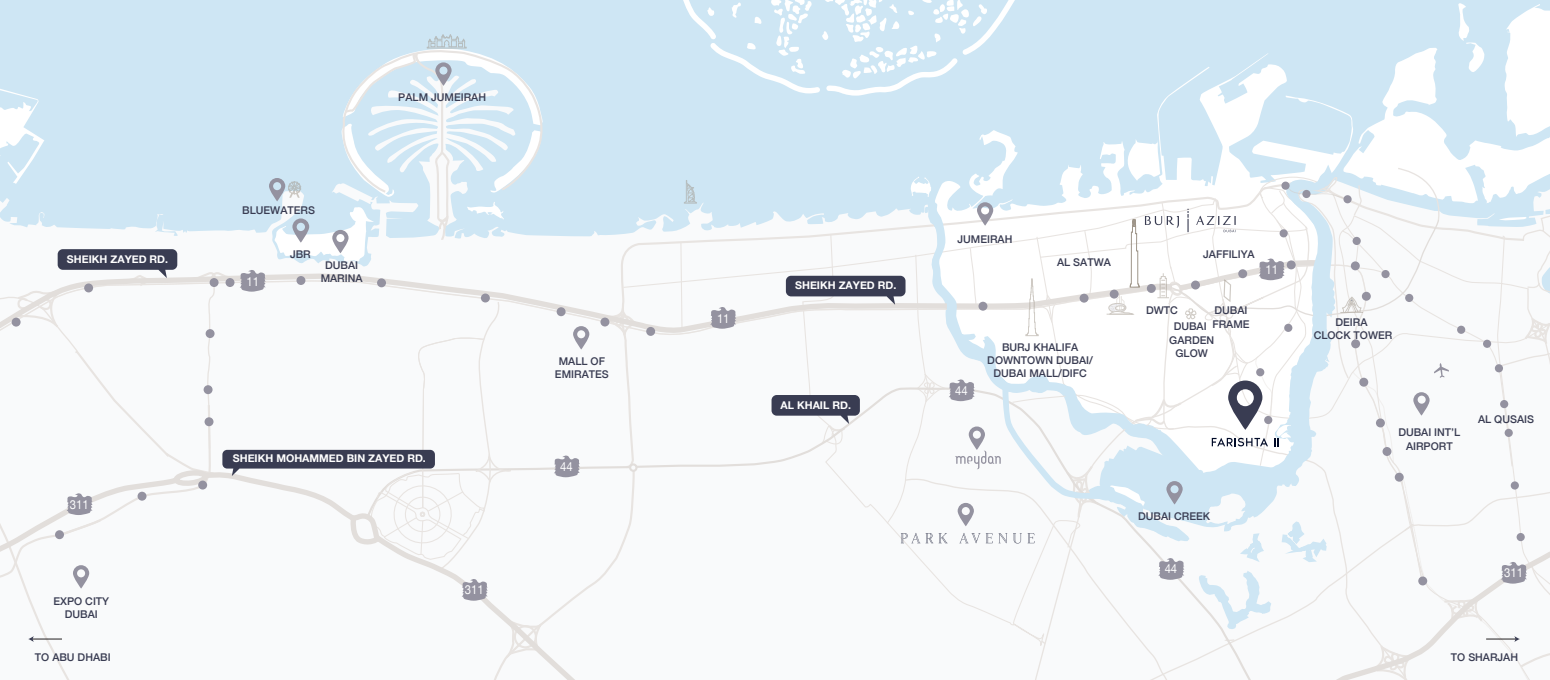 PALM JUMEIRAH
BLUEWATERS
JBR
DUBAI
MARINA
SHEIKH ZAYED RD.
11
JUMEIRAH
BURJ AZIZI
DUBAI
AL SATWA
JAFFILIYA
11
SHEIKH ZAYED RD.
11
DWTC
DUBAI
GARDEN
GLOW
DUBAI
FRAME
DEIRA
CLOCK TOWER
MALL OF
EMIRATES
BURJ KHALIFA
DOWNTOWN DUBAI/
DUBAI MALL/DIFC
44
AL KHAIL RD.
FARISHTA II
DUBAI INT'L
AIRPORT
AL QUSAIS
SHEIKH MOHAMMED BIN ZAYED RD.
44
meydan
311
DUBAI CREEK
PARK AVENUE
44
311
311
EXPO CITY
DUBAI
TO ABU DHABI
TO SHARJAH